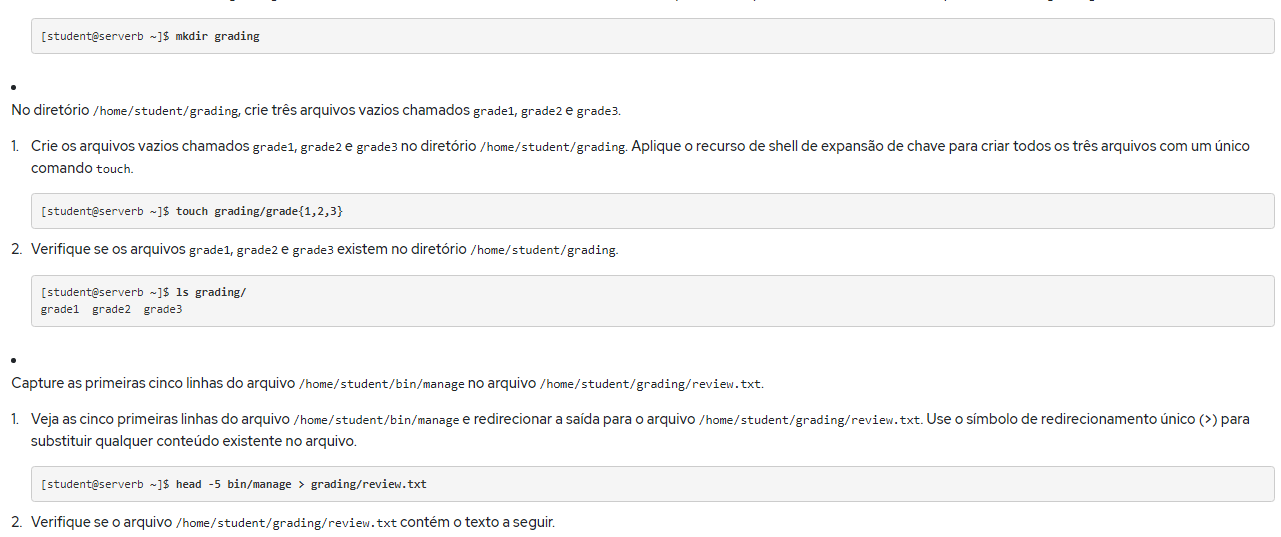 [student@serverb ~]$ mkdir grading
•
No diretório /home/student/grading, crie três arquivos vazios chamados grade1, grade2 e grade3.
1. Crie os arquivos vazios chamados grade1, grade2 e grade3 no diretório /home/student/grading. Aplique o recurso de shell de expansão de chave para criar todos os três arquivos com um único
comando touch.
[student@serverb ~]$ touch grading/grade{1,2,3}
2. Verifique se os arquivos grade1, grade2 e grade3 existem no diretório /home/student/grading.
[student@serverb ~]$ ls grading/
grade1  grade2  grade3
•
Capture as primeiras cinco linhas do arquivo /home/student/bin/manage no arquivo /home/student/grading/review.txt.
1. Veja as cinco primeiras linhas do arquivo /home/student/bin/manage e redirecionar a saída para o arquivo /home/student/grading/review.txt. Use o símbolo de redirecionamento único (>) para
substituir qualquer conteúdo existente no arquivo.
[student@serverb ~]$ head -5 bin/manage > grading/review.txt
2. Verifique se o arquivo /home/student/grading/review.txt contém o texto a seguir.